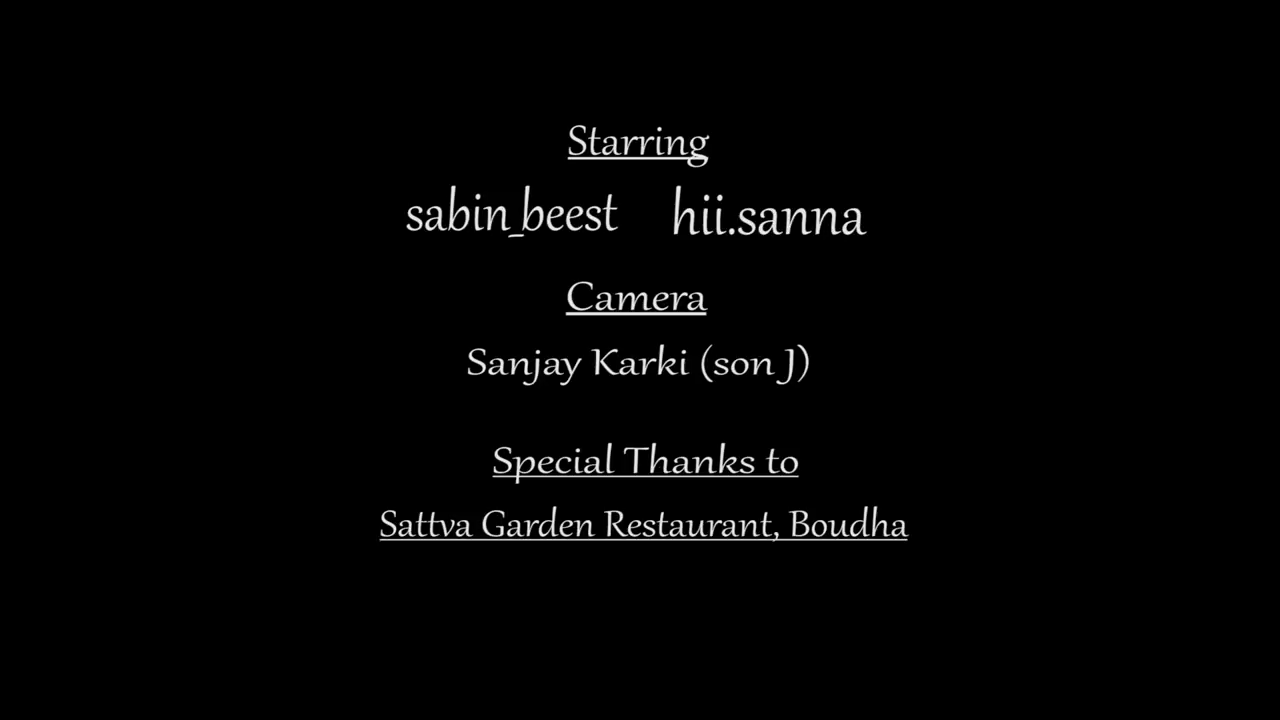 Starring
sabin_beest hii.sanna
Camera
Sanjay Karki (son J)
Special Thanks to
Sattva Garden Restaurant, Boudha